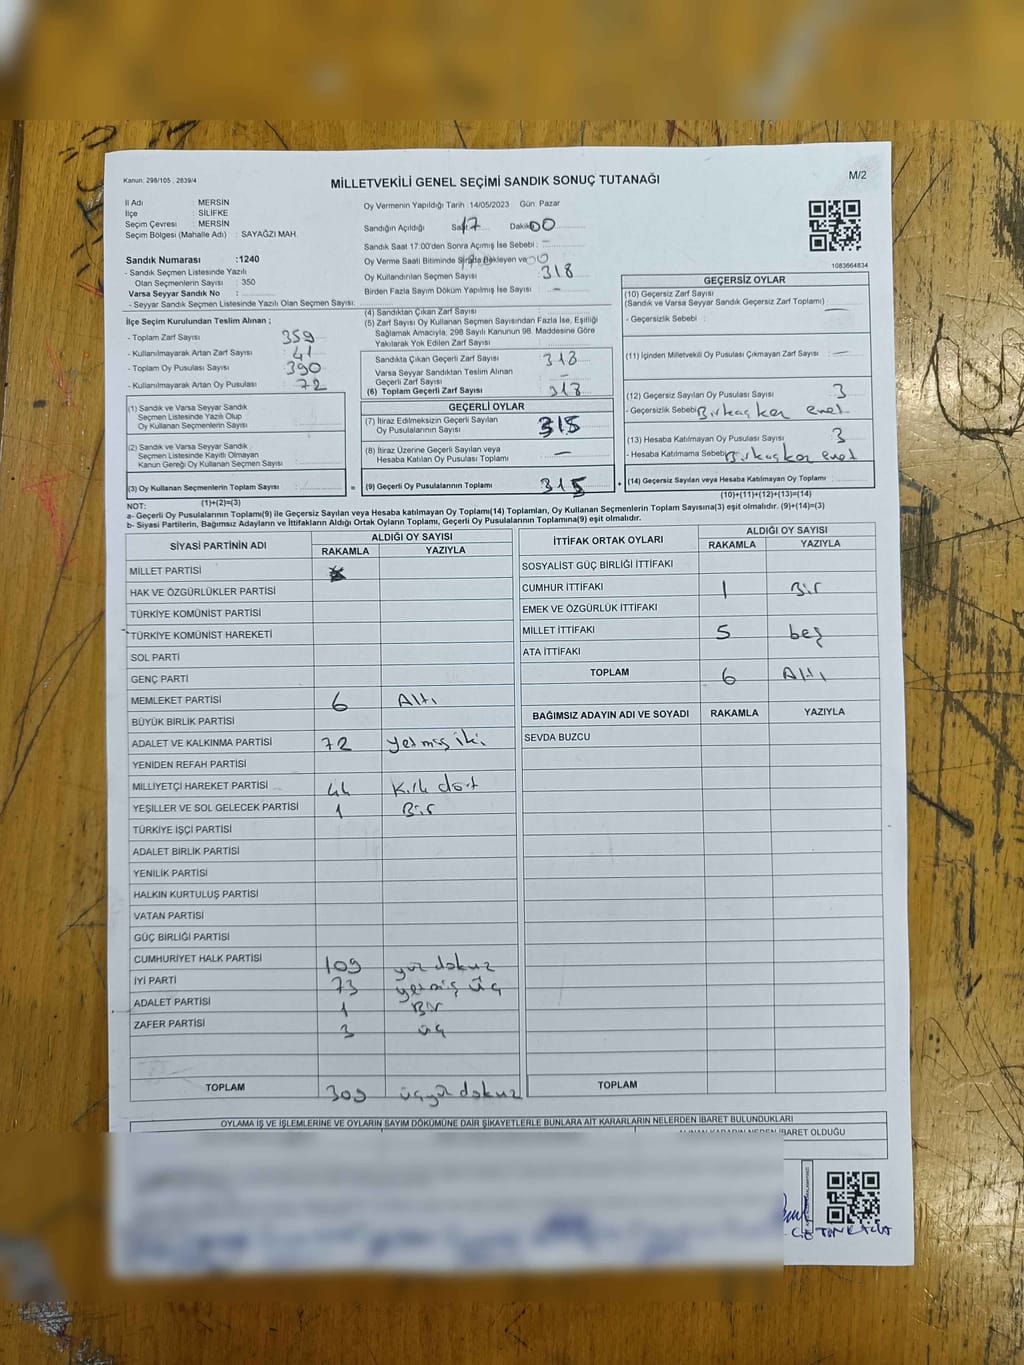 Kanun: 298/105 , 2839/4
MİLLETVEKİLİ GENEL SEÇİMİ SANDIK SONUÇ TUTANAĞI
M/2
İl Adı : MERSİN
İlçe : SİLİFKE
Seçim Çevresi : MERSİN
Seçim Bölgesi (Mahalle Adı) : SAYAĞZI MAH.
Sandık Numarası :1240
- Sandık Seçmen Listesinde Yazılı
Olan Seçmenlerin Sayısı : 350
Varsa Seyyar Sandık No :
- Seyyar Sandık Seçmen Listesinde Yazılı Olan Seçmen Sayısı:
Oy Vermenin Yapıldığı Tarih :14/05/2023 Gün: Pazar
Sandığın Açıldığı Saat 17 Dakika 00
Sandık Saat 17:00'den Sonra Açımış İse Sebebi : -
Oy Verme Saati Bitiminde Sırada Bekleyen ve
Oy Kullandırılan Seçmen Sayısı 318
Birden Fazla Sayım Döküm Yapılmış İse Sayısı : -
1083664834
İlçe Seçim Kurulundan Teslim Alınan ;
- Toplam Zarf Sayısı : 359
- Kullanılmayarak Artan Zarf Sayısı : 41
- Toplam Oy Pusulası Sayısı : 390
- Kullanılmayarak Artan Oy Pusulası : 72
(1) Sandık ve Varsa Seyyar Sandık
Seçmen Listesinde Yazılı Olup
Oy Kullanan Seçmenlerin Sayısı :
(2) Sandık ve Varsa Seyyar Sandık
Seçmen Listesinde Kayıtlı Olmayan
Kanun Gereği Oy Kullanan Seçmen Sayısı :
(3) Oy Kullanan Seçmenlerin Toplam Sayısı :
(1)+(2)=(3)
(4) Sandıktan Çıkan Zarf Sayısı :
(5) Zarf Sayısı Oy Kullanan Seçmen Sayısından Fazla İse, Eşitliği
Sağlamak Amacıyla, 298 Sayılı Kanunun 98. Maddesine Göre
Yakılarak Yok Edilen Zarf Sayısı :
Sandıkta Çıkan Geçerli Zarf Sayısı 318
Varsa Seyyar Sandıktan Teslim Alınan
Geçerli Zarf Sayısı : -
(6) Toplam Geçerli Zarf Sayısı 318
GEÇERLİ OYLAR
(7) İtiraz Edilmeksizin Geçerli Sayılan
Oy Pusulalarının Sayısı : 315
(8) İtiraz Üzerine Geçerli Sayılan veya
Hesaba Katılan Oy Pusulası Toplamı : -
= (9) Geçerli Oy Pusulalarının Toplamı 315 +
GEÇERSİZ OYLAR
(10) Geçersiz Zarf Sayısı
(Sandık ve Varsa Seyyar Sandık Geçersiz Zarf Toplamı) : -
- Geçersizlik Sebebi :
(11) İçinden Milletvekili Oy Pusulası Çıkmayan Zarf Sayısı : -
(12) Geçersiz Sayılan Oy Pusulası Sayısı : 3
- Geçersizlik Sebebi : Birkaçker evet
(13) Hesaba Katılmayan Oy Pusulası Sayısı : 3
- Hesaba Katılmama Sebebi : Birkaçker evet
(14) Geçersiz Sayılan veya Hesaba Katılmayan Oy Toplamı :
(10)+(11)+(12)+(13)=(14)
NOT:
a- Geçerli Oy Pusulalarının Toplamı(9) ile Geçersiz Sayılan veya Hesaba katılmayan Oy Toplamı(14) Toplamları, Oy Kullanan Seçmenlerin Toplam Sayısına(3) eşit olmalıdır. (9)+(14)=(3)
b- Siyasi Partilerin, Bağımsız Adayların ve İttifakların Aldığı Ortak Oyların Toplamı, Geçerli Oy Pusulalarının Toplamına(9) eşit olmalıdır.
SİYASİ PARTİNİN ADI ALDIĞI OY SAYISI
RAKAMLA YAZIYLA
MİLLET PARTİSİ
HAK VE ÖZGÜRLÜKLER PARTİSİ
TÜRKİYE KOMÜNİST PARTİSİ
TÜRKİYE KOMÜNİST HAREKETİ
SOL PARTİ
GENÇ PARTİ
MEMLEKET PARTİSİ 6 Altı
BÜYÜK BİRLİK PARTİSİ
ADALET VE KALKINMA PARTİSİ 72 yetmiş iki
YENİDEN REFAH PARTİSİ
MİLLİYETÇİ HAREKET PARTİSİ 44 Kırk dört
YEŞİLLER VE SOL GELECEK PARTİSİ 1 Bir
TÜRKİYE İŞÇİ PARTİSİ
ADALET BİRLİK PARTİSİ
YENİLİK PARTİSİ
HALKIN KURTULUŞ PARTİSİ
VATAN PARTİSİ
GÜÇ BİRLİĞİ PARTİSİ
CUMHURİYET HALK PARTİSİ 109 yüz dokuz
İYİ PARTİ 73 yetmiş üç
ADALET PARTİSİ 1 Bir
ZAFER PARTİSİ 3 üç
TOPLAM 309 üçyüz dokuz
İTTİFAK ORTAK OYLARI ALDIĞI OY SAYISI
RAKAMLA YAZIYLA
SOSYALİST GÜÇ BİRLİĞİ İTTİFAKI
CUMHUR İTTİFAKI 1 Bir
EMEK VE ÖZGÜRLÜK İTTİFAKI
MİLLET İTTİFAKI 5 beş
ATA İTTİFAKI
TOPLAM 6 Altı
BAĞIMSIZ ADAYIN ADI VE SOYADI RAKAMLA YAZIYLA
SEVDA BUZCU
TOPLAM
OYLAMA İŞ VE İŞLEMLERİNE VE OYLARIN SAYIM DÖKÜMÜNE DAİR ŞİKAYETLERLE BUNLARA AİT KARARLARIN NELERDEN İBARET BULUNDUKLARI
İBARET OLDUĞU